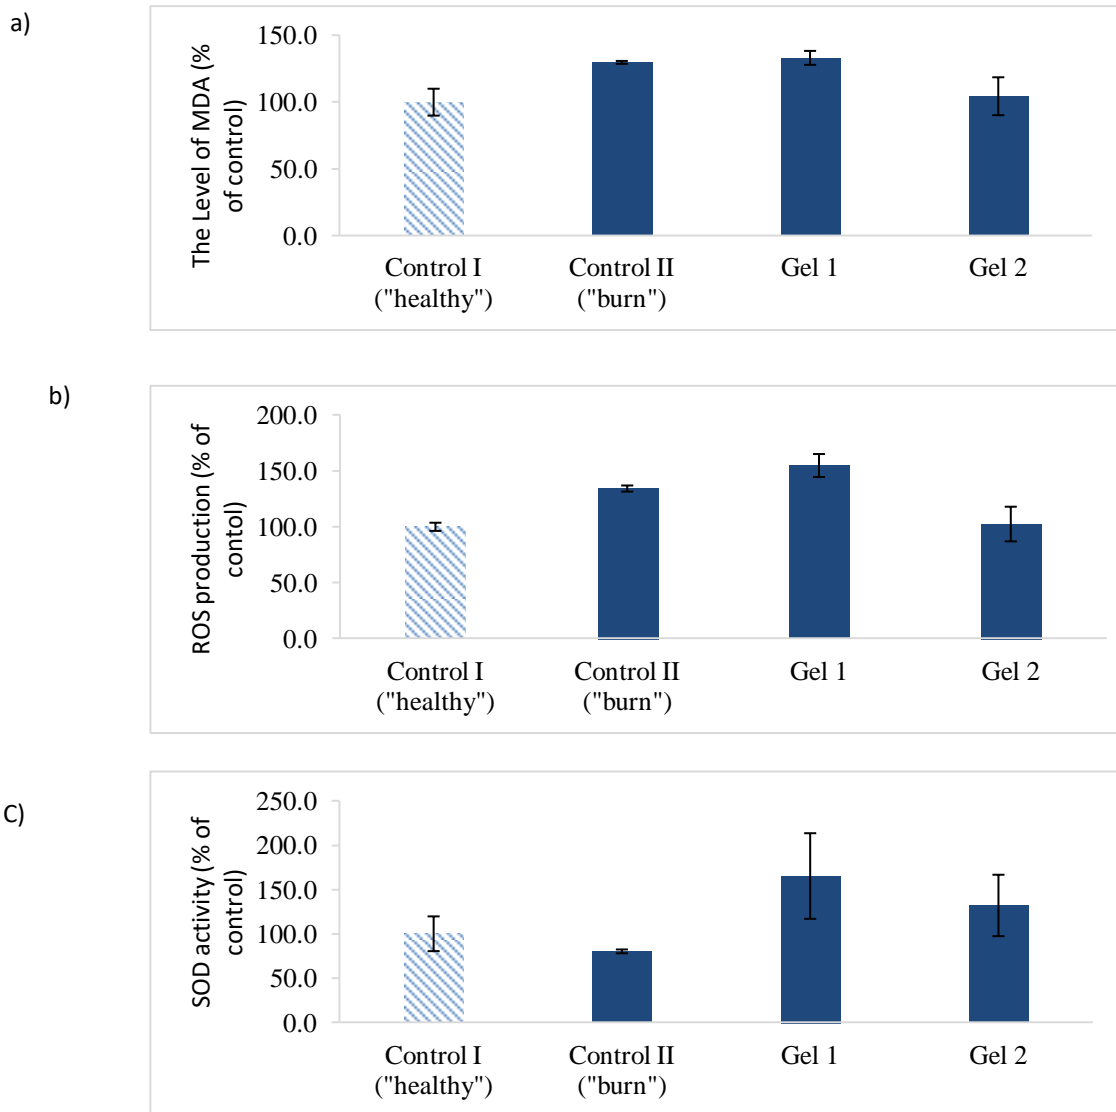 a)
The Level of MDA (%
of control)
150.0
100.0
50.0
0.0
Control I
("healthy")
Control II
("burn")
Gel 1
Gel 2
b)
ROS production (% of
contol)
200.0
150.0
100.0
50.0
0.0
Control I
("healthy")
Control II
("burn")
Gel 1
Gel 2
C)
SOD activity (% of
control)
250.0
200.0
150.0
100.0
50.0
0.0
Control I
("healthy")
Control II
("burn")
Gel 1
Gel 2